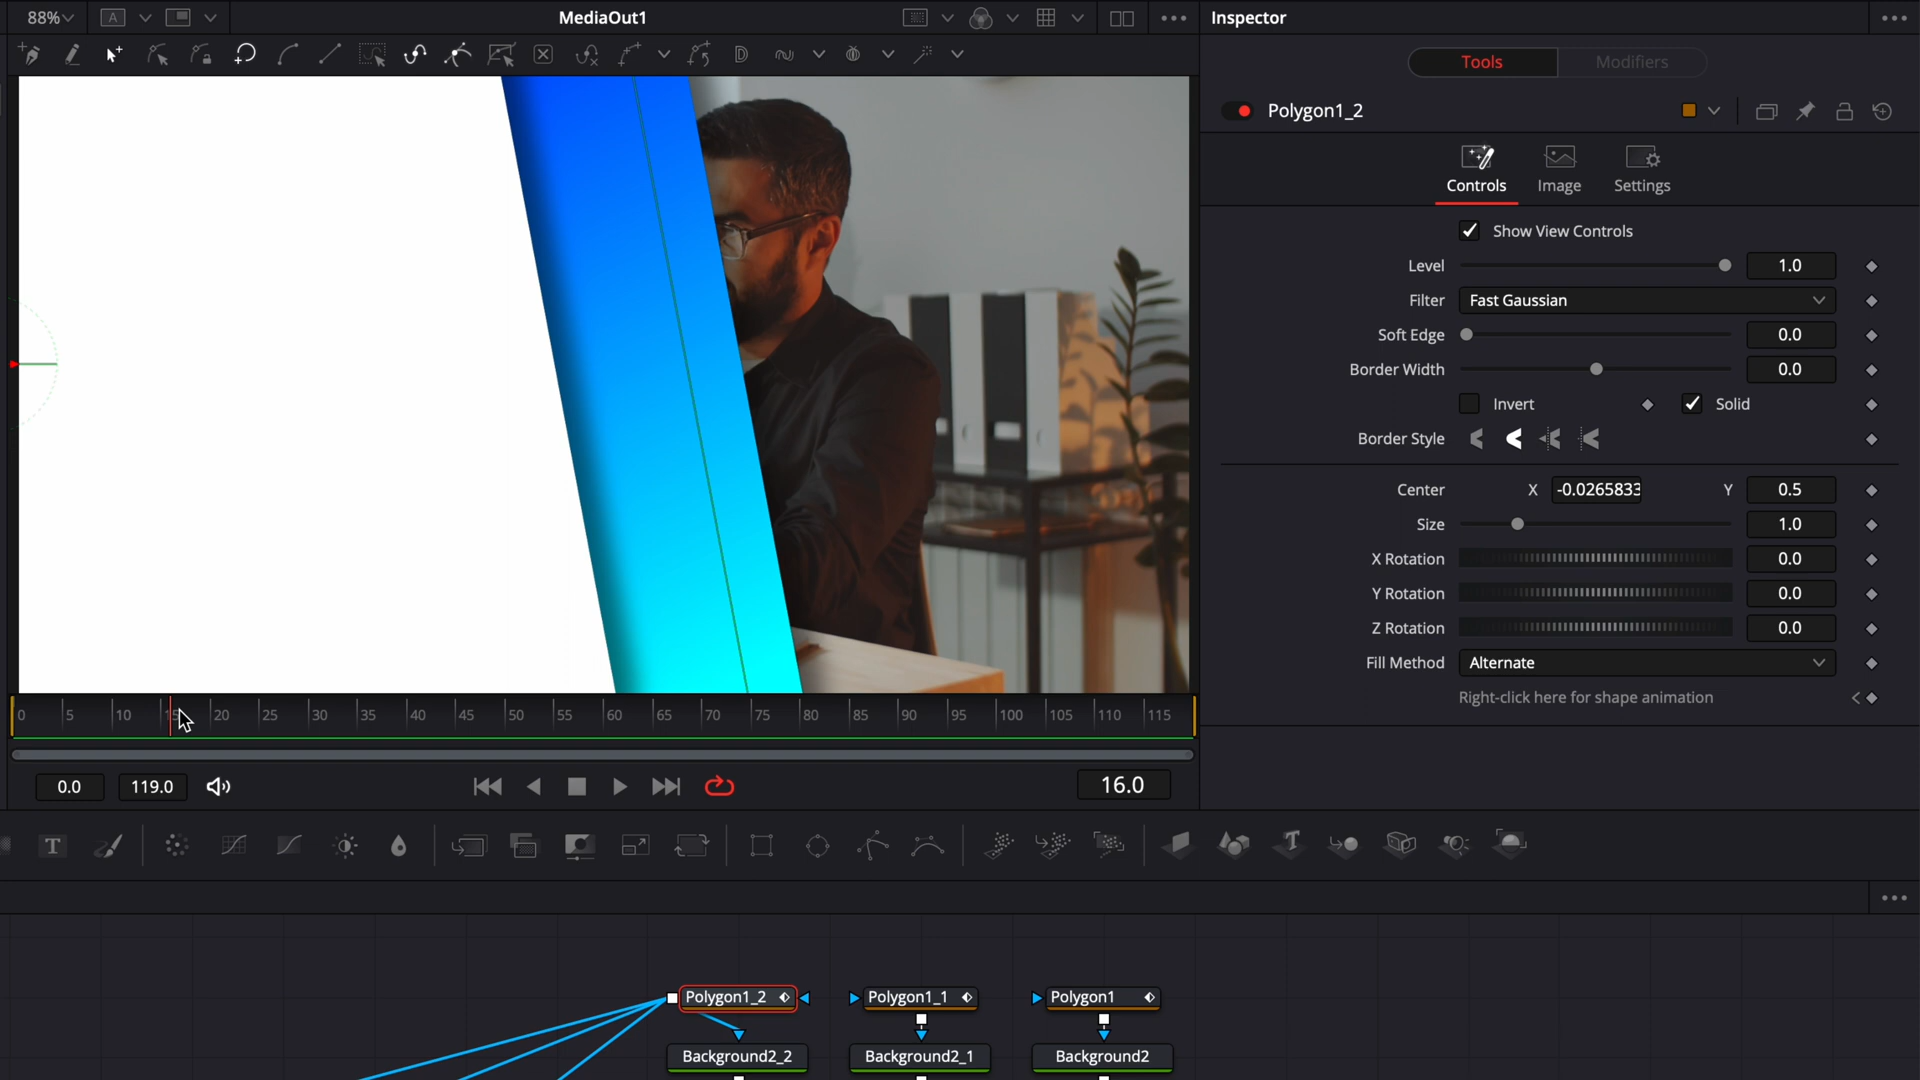 88% A MediaOut1 Inspector
Tools Modifiers
Polygon1_2
Controls Image Settings
Show View Controls
Level 1.0
Filter Fast Gaussian
Soft Edge 0.0
Border Width 0.0
Invert Solid
Border Style
Center X -0.0265833 Y 0.5
Size 1.0
X Rotation 0.0
Y Rotation 0.0
Z Rotation 0.0
Fill Method Alternate
Right-click here for shape animation
0 5 10 15 20 25 30 35 40 45 50 55 60 65 70 75 80 85 90 95 100 105 110 115
0.0 119.0 16.0
T T
Polygon1_2 Polygon1_1 Polygon1
Background2_2 Background2_1 Background2